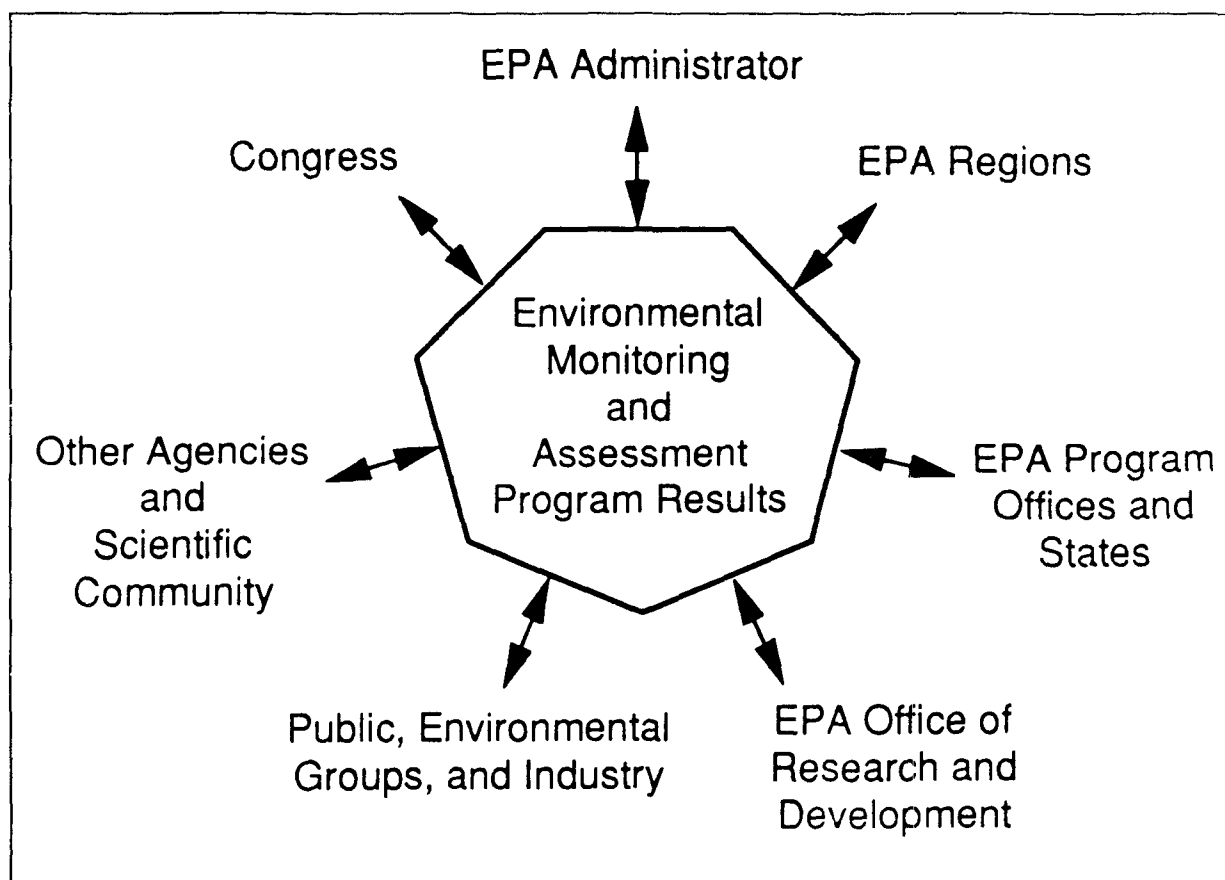 EPA Administrator
Congress
EPA Regions
Environmental
Monitoring
and
Assessment
Program Results
Other Agencies
and
Scientific
Community
EPA Program
Offices and
States
Public, Environmental
Groups, and Industry
EPA Office of
Research and
Development